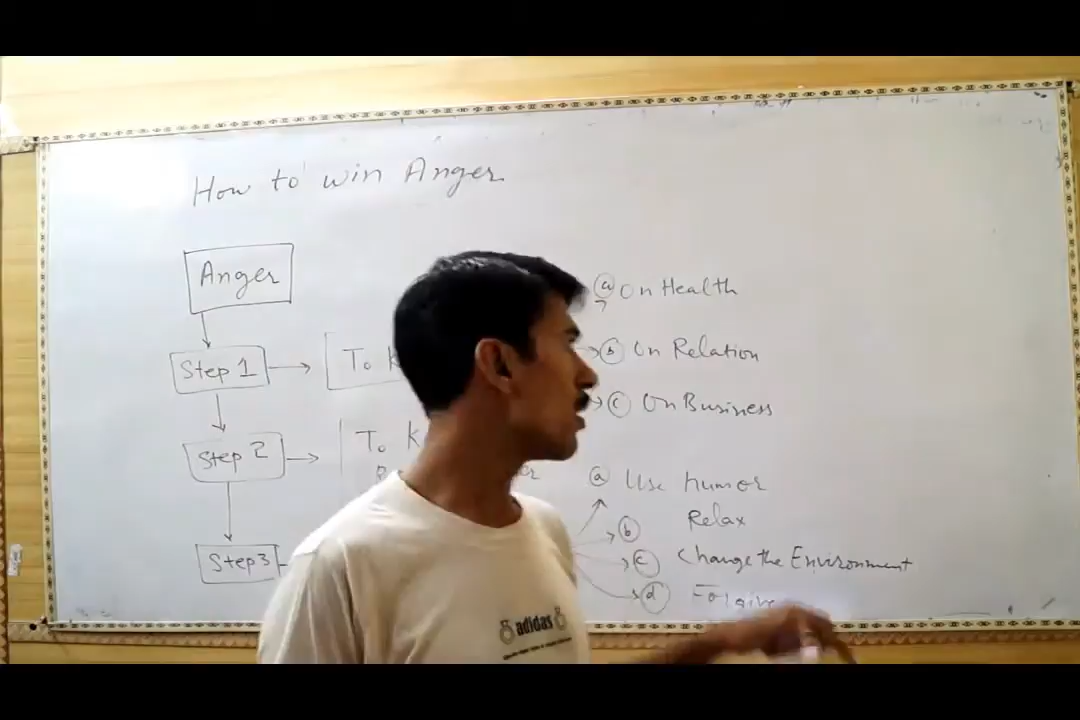 How to win Anger
Anger
Step 1
To
a On Health
b On Relation
c On Business
Step 2
To
a Use humor
b Relax
c Change the Environment
d
Step 3
adidas